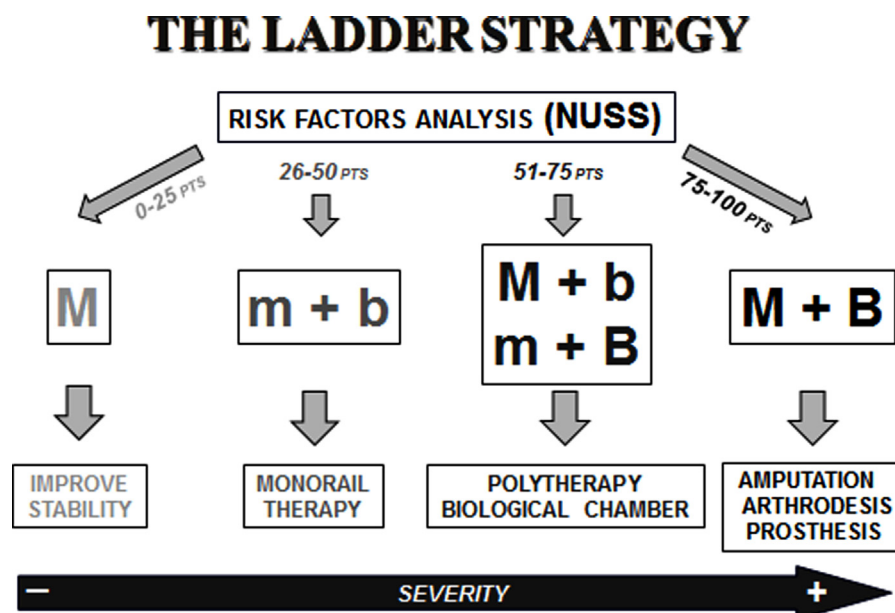 THE LADDER STRATEGY
RISK FACTORS ANALYSIS (NUSS)
0-25 PTS
26-50 PTS
51-75 PTS
75-100 PTS
M
m + b
M + b
m + B
M + B
IMPROVE
STABILITY
MONORAIL
THERAPY
POLYTHERAPY
BIOLOGICAL CHAMBER
AMPUTATION
ARTHRODESIS
PROSTHESIS
− SEVERITY +